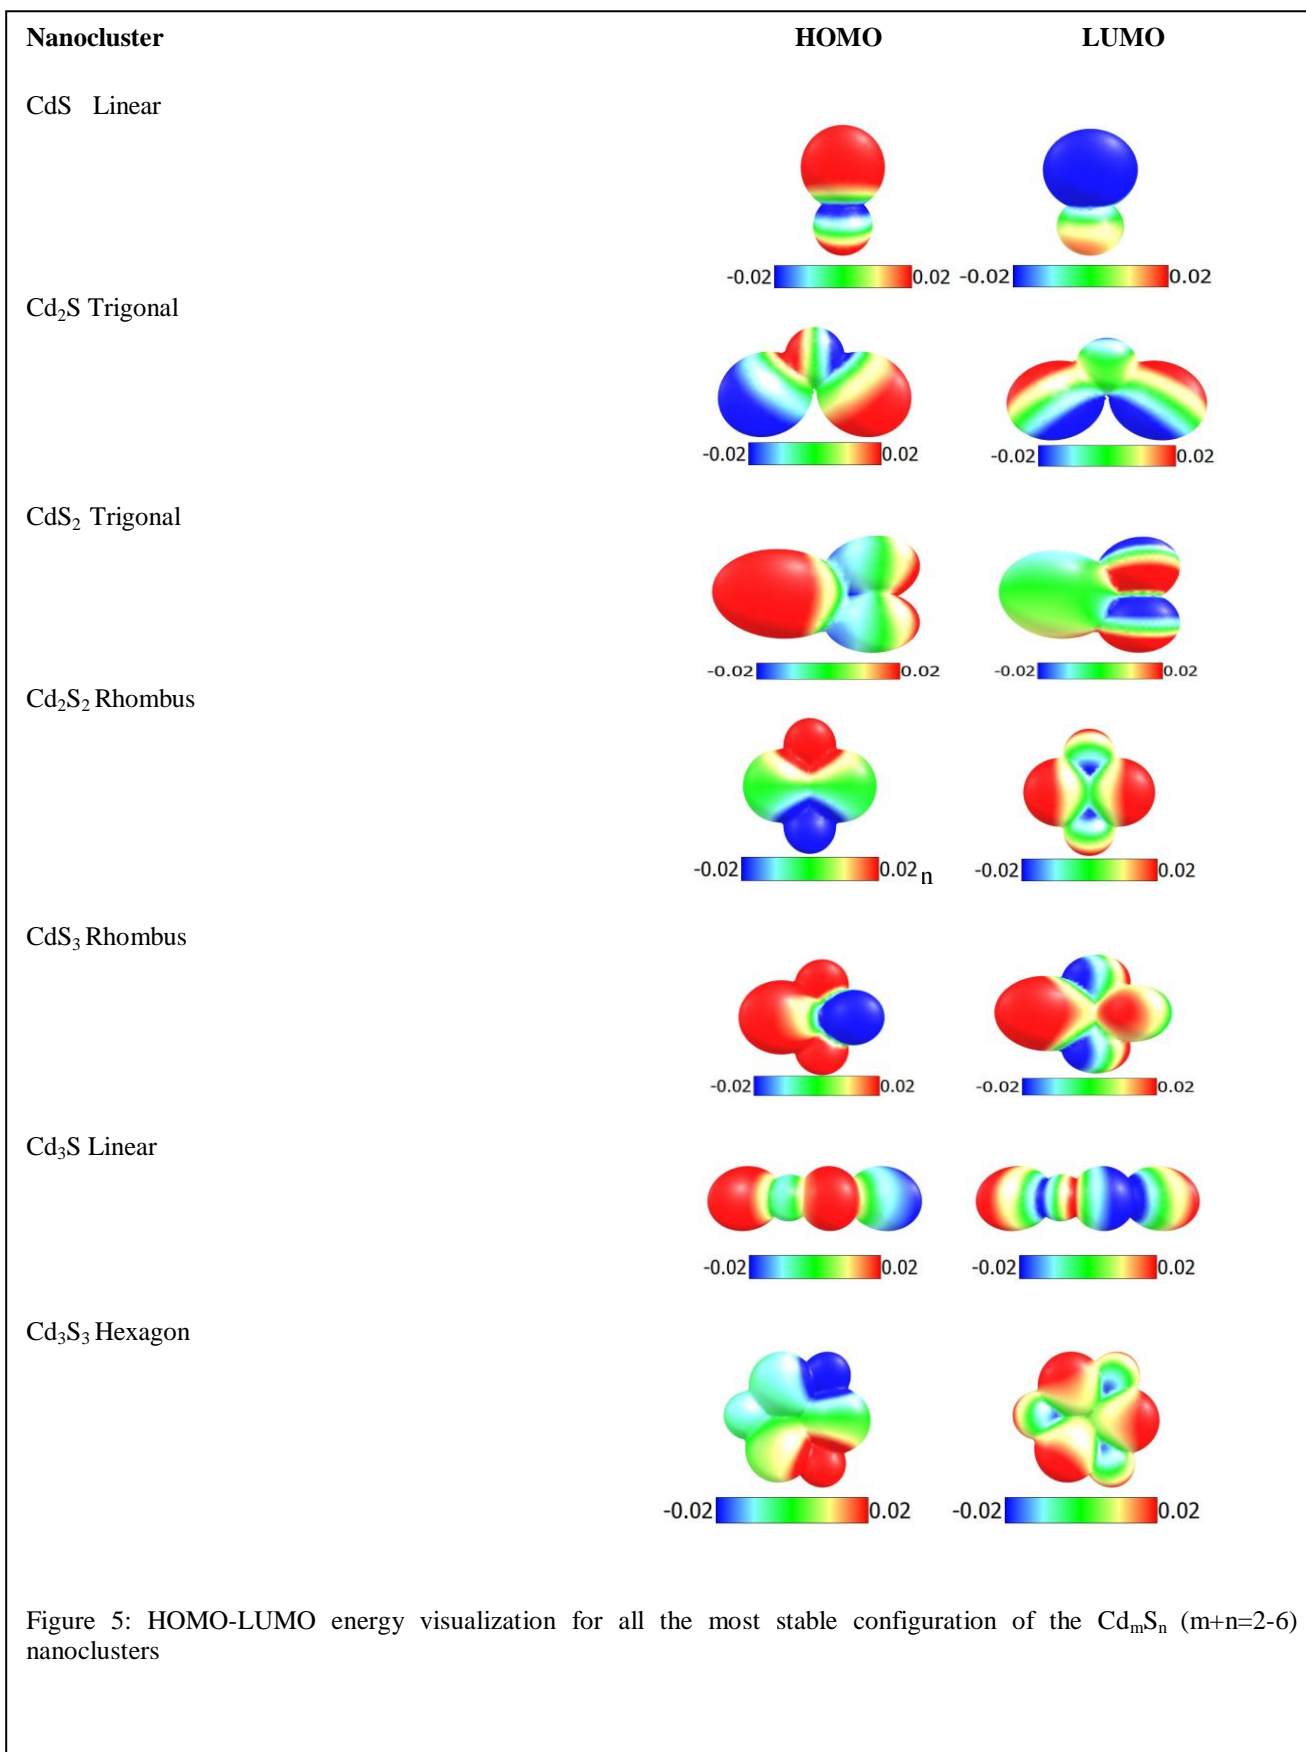 Nanocluster HOMO LUMO
CdS Linear
-0.02 0.02 -0.02 0.02
Cd₂S Trigonal
-0.02 0.02 -0.02 0.02
CdS₂ Trigonal
-0.02 0.02 -0.02 0.02
Cd₂S₂ Rhombus
-0.02 0.02 n -0.02 0.02
CdS₃ Rhombus
-0.02 0.02 -0.02 0.02
Cd₃S Linear
-0.02 0.02 -0.02 0.02
Cd₃S₃ Hexagon
-0.02 0.02 -0.02 0.02
Figure 5: HOMO-LUMO energy visualization for all the most stable configuration of the CdₘSₙ (m+n=2-6)
nanoclusters